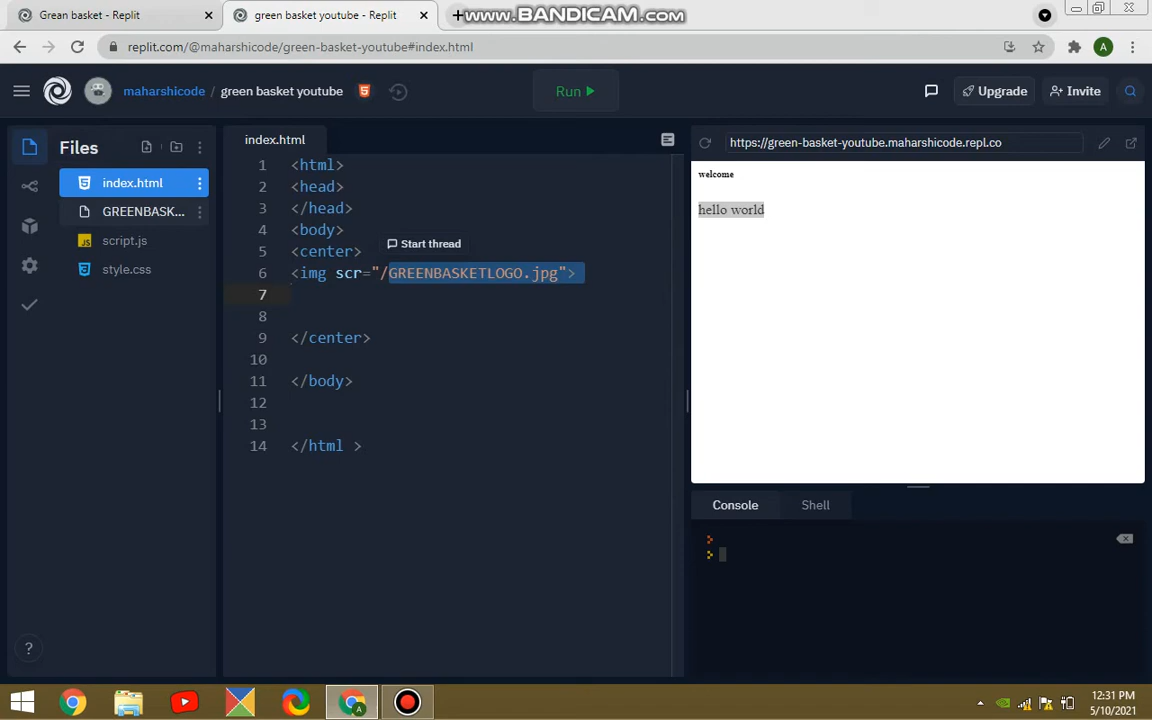 Grean basket - Replit
green basket youtube - Replit
www.BANDICAM.com
replit.com/@maharshicode/green-basket-youtube#index.html
A
maharshicode / green basket youtube
Run
Upgrade
Invite
Files
index.html
https://green-basket-youtube.maharshicode.repl.co
index.html
GREENBASK...
script.js
style.css
1 <html>
2 <head>
3 </head>
4 <body>
5 <center>
Start thread
6 <img scr="/GREENBASKETLOGO.jpg">
7
8
9 </center>
10
11 </body>
12
13
14 </html >
welcome
hello world
Console
Shell
>
>
?
12:31 PM
5/10/2021